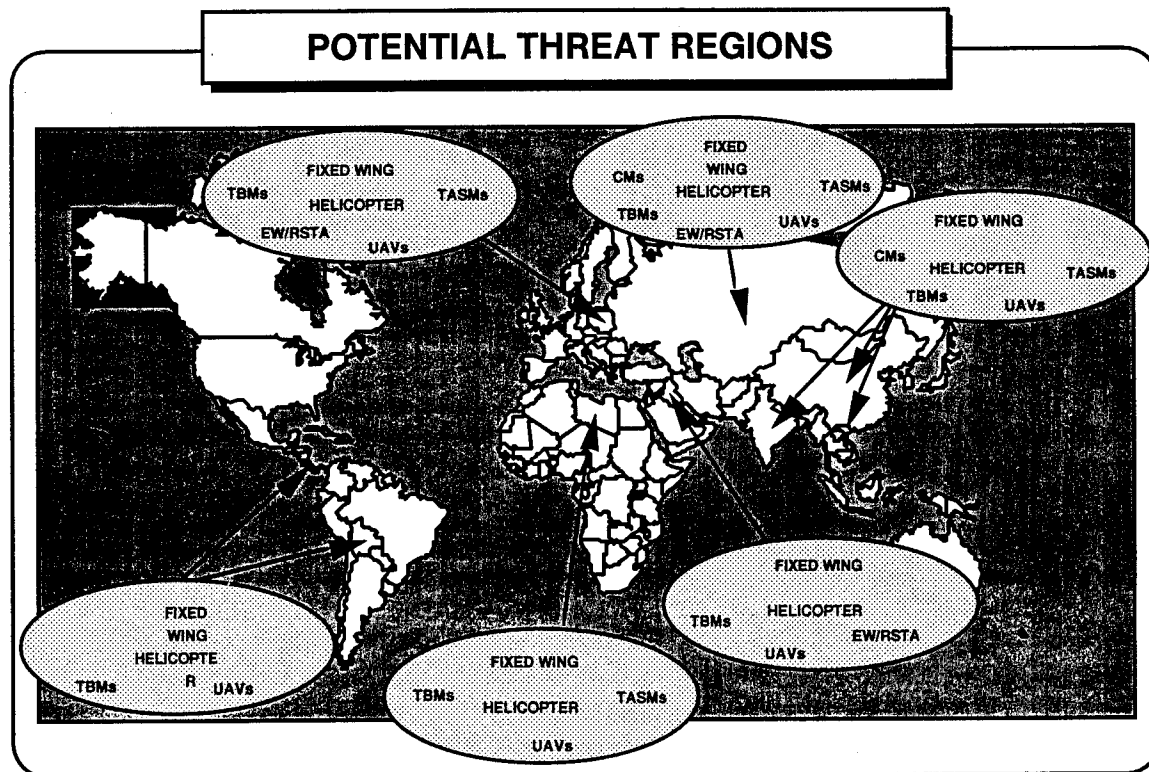 POTENTIAL THREAT REGIONS
FIXED WING
TBMs
TASMs
HELICOPTER
EW/RSTA
UAVs
FIXED
WING
CMs
HELICOPTER
TASMs
TBMs
UAVs
EW/RSTA
FIXED WING
CMs
HELICOPTER
TASMs
TBMs
UAVs
FIXED WING
HELICOPTER
TBMs
EW/RSTA
UAVs
FIXED
WING
HELICOPTE
R
TBMs
UAVs
FIXED WING
TBMs
TASMs
HELICOPTER
UAVs